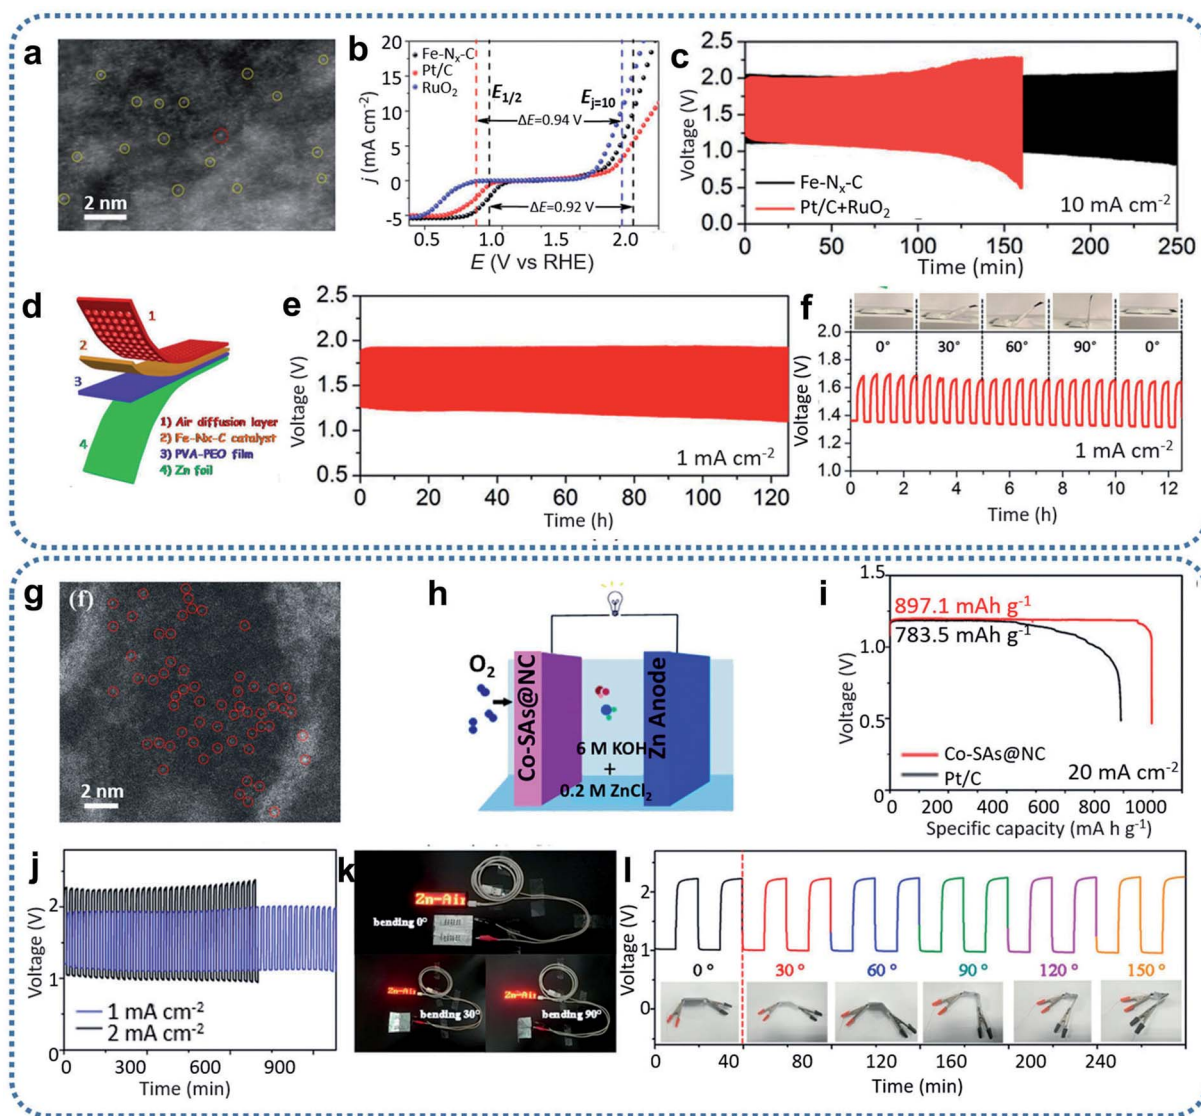 a
2 nm
b
20
15
10
5
0
-5
j (mA cm⁻²)
Fe-Nₓ-C
Pt/C
RuO₂
E₁/₂
Eⱼ₌₁₀
ΔE=0.94 V
ΔE=0.92 V
0.5 1.0 1.5 2.0
E (V vs RHE)
c
2.5
2.0
1.5
1.0
0.5
0.0
Voltage (V)
Fe-Nₓ-C
Pt/C+RuO₂
10 mA cm⁻²
0 50 100 150 200 250
Time (min)
d
1
2
3
4
1) Air diffusion layer
2) Fe-Nx-C catalyst
3) PVA-PEO film
4) Zn foil
e
2.5
2.0
1.5
1.0
0.5
Voltage (V)
1 mA cm⁻²
0 20 40 60 80 100 120
Time (h)
f
2.0
1.8
1.6
1.4
1.2
1.0
Voltage (V)
0° 30° 60° 90° 0°
1 mA cm⁻²
0 2 4 6 8 10 12
Time (h)
g
(f)
2 nm
h
O₂
Co-SAs@NC
6 M KOH
+
0.2 M ZnCl₂
Zn Anode
i
1.5
1.0
0.5
0
Voltage (V)
897.1 mAh g⁻¹
783.5 mAh g⁻¹
Co-SAs@NC
Pt/C
20 mA cm⁻²
0 200 400 600 800 1000
Specific capacity (mA h g⁻¹)
j
3
2
1
0
Voltage (V)
1 mA cm⁻²
2 mA cm⁻²
0 300 600 900
Time (min)
k
Zn-Air
bending 0°
Zn-Ai
bending 30°
Zn-Ai
bending 90°
l
2
1
0
Voltage (V)
0 ° 30 ° 60 ° 90 ° 120 ° 150 °
0 20 40 60 80 120 140 160 200 240
Time (min)